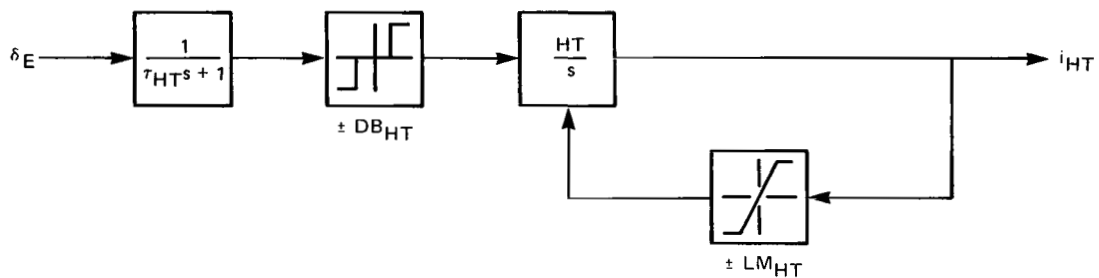 δE
1
τHTs + 1
± DBHT
HT
s
iHT
± LMHT